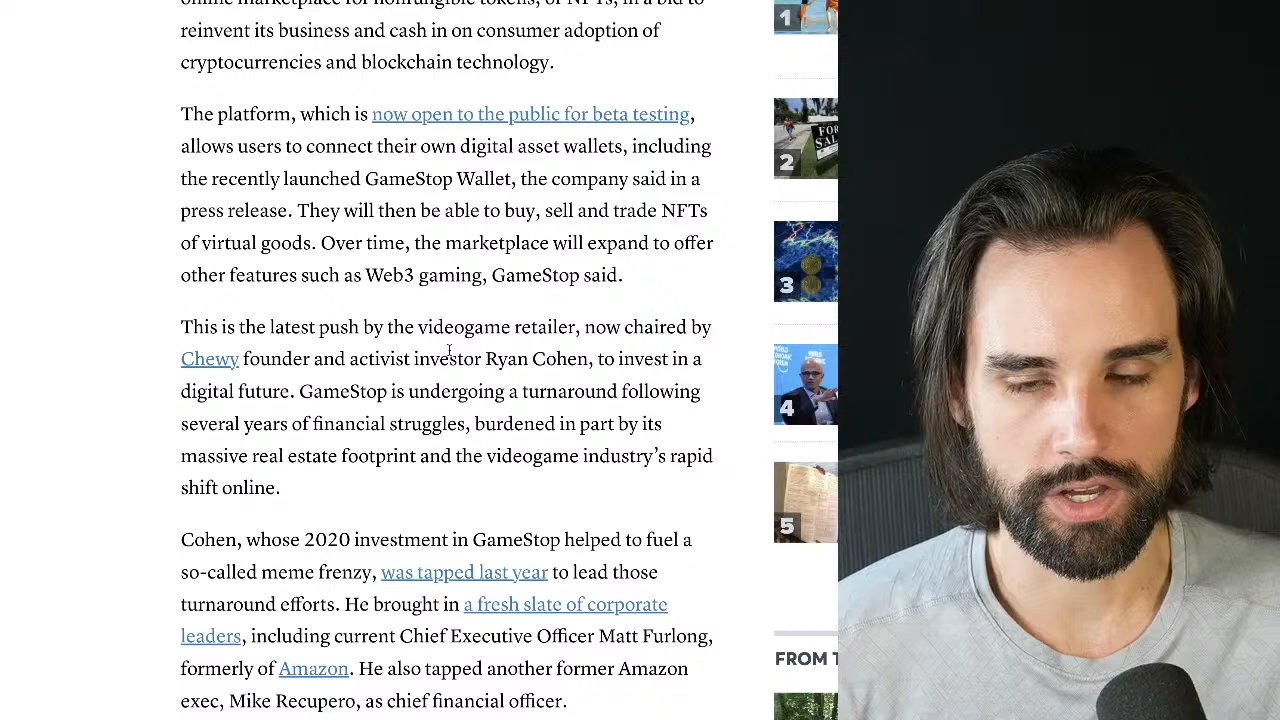 online marketplace for nonfungible tokens, or NFTs, in a bid to
reinvent its business and cash in on consumer adoption of
cryptocurrencies and blockchain technology.
The platform, which is now open to the public for beta testing,
allows users to connect their own digital asset wallets, including
the recently launched GameStop Wallet, the company said in a
press release. They will then be able to buy, sell and trade NFTs
of virtual goods. Over time, the marketplace will expand to offer
other features such as Web3 gaming, GameStop said.
This is the latest push by the videogame retailer, now chaired by
Chewy founder and activist investor Ryan Cohen, to invest in a
digital future. GameStop is undergoing a turnaround following
several years of financial struggles, burdened in part by its
massive real estate footprint and the videogame industry’s rapid
shift online.
Cohen, whose 2020 investment in GameStop helped to fuel a
so-called meme frenzy, was tapped last year to lead those
turnaround efforts. He brought in a fresh slate of corporate
leaders, including current Chief Executive Officer Matt Furlong,
formerly of Amazon. He also tapped another former Amazon
exec, Mike Recupero, as chief financial officer.
1
2
FOR
SAL
3
WORLD
ECONOMIC
FORUM
4
5
FROM T